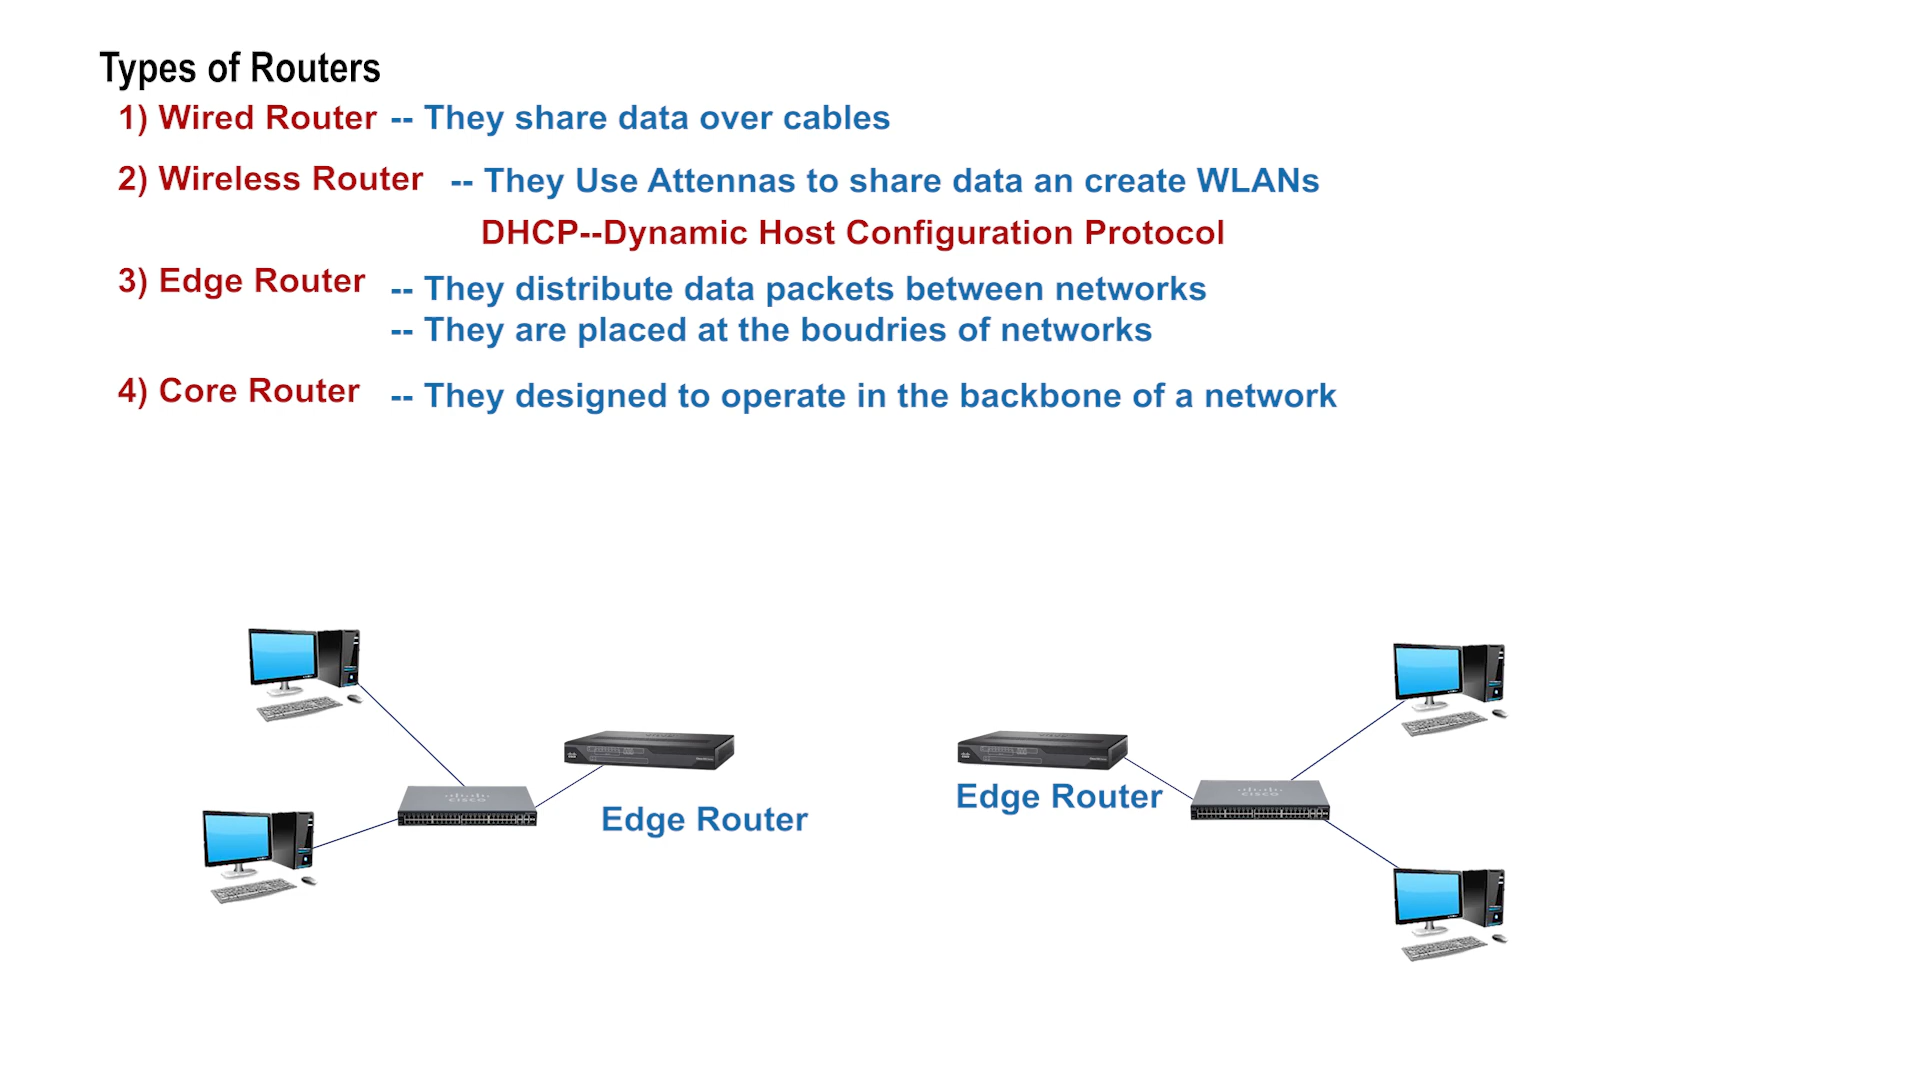 Types of Routers
1) Wired Router -- They share data over cables
2) Wireless Router -- They Use Attennas to share data an create WLANs
DHCP--Dynamic Host Configuration Protocol
3) Edge Router -- They distribute data packets between networks
-- They are placed at the boudries of networks
4) Core Router -- They designed to operate in the backbone of a network
CISCO
Edge Router
Edge Router
CISCO